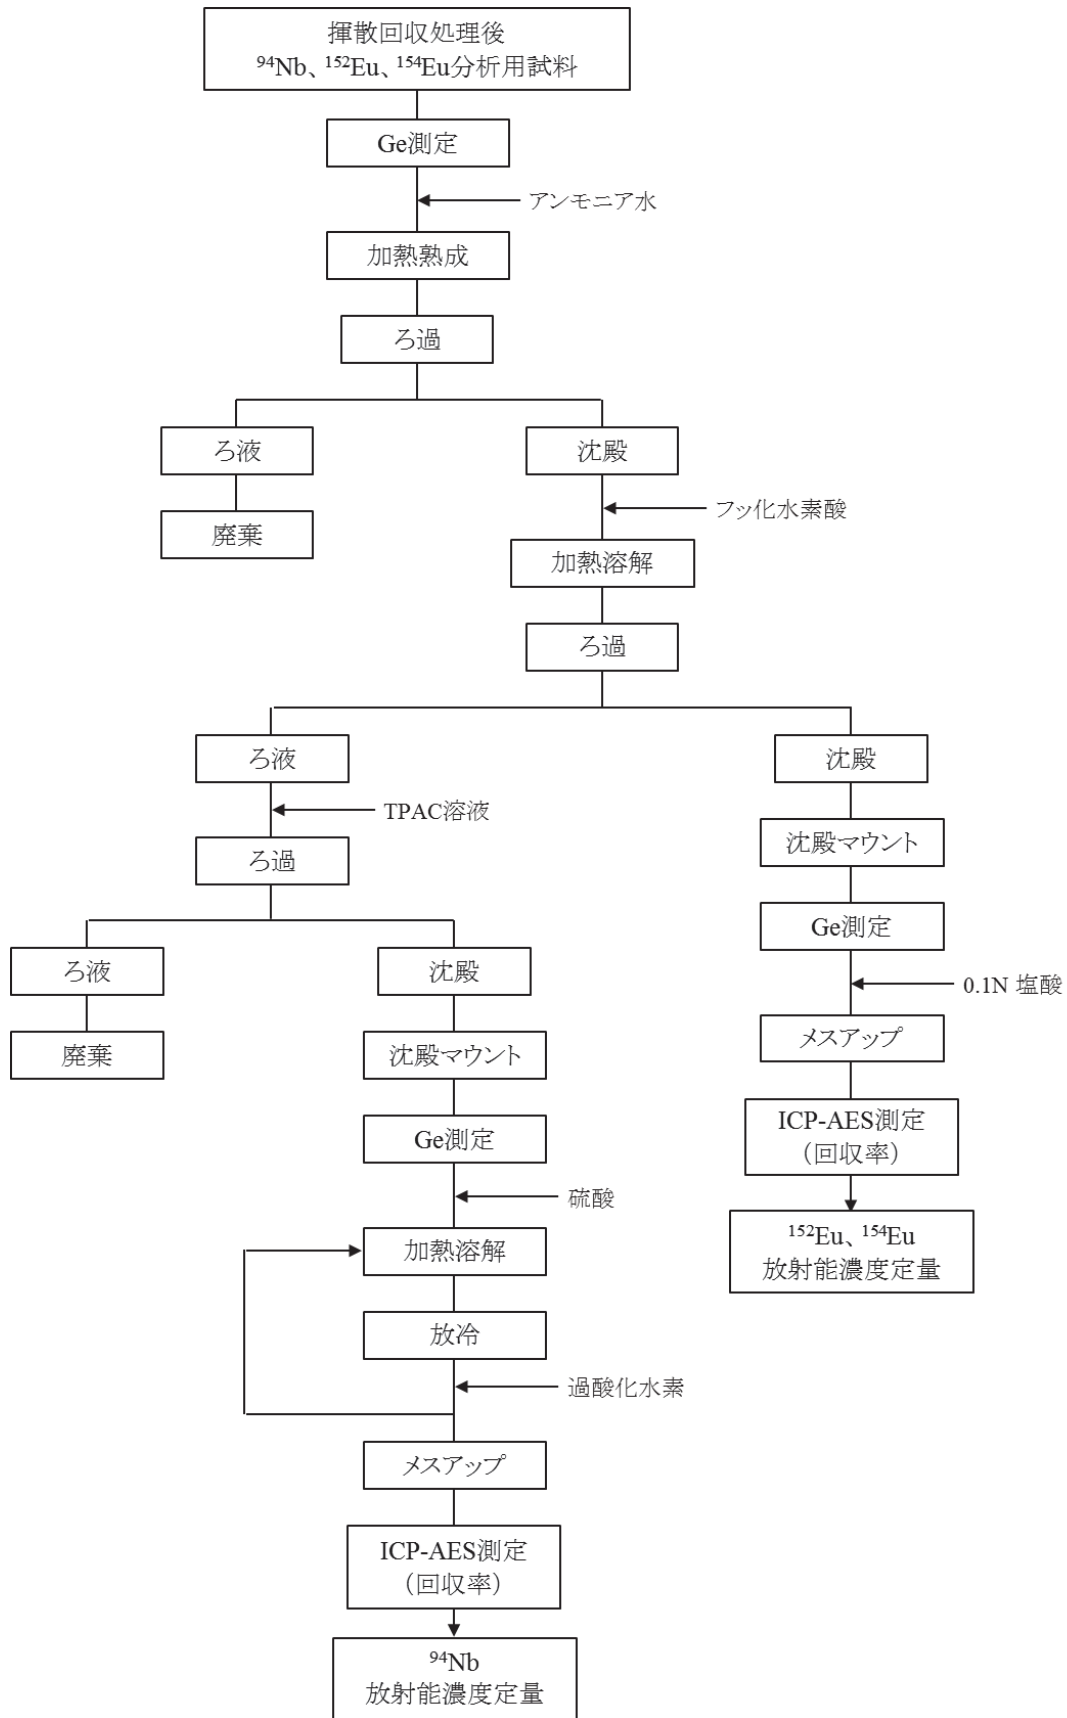 揮散回収処理後
⁹⁴Nb、¹⁵²Eu、¹⁵⁴Eu分析用試料
Ge測定
アンモニア水
加熱熟成
ろ過
ろ液
沈殿
フッ化水素酸
廃棄
加熱溶解
ろ過
ろ液
沈殿
TPAC溶液
沈殿マウント
ろ過
Ge測定
ろ液
沈殿
0.1N 塩酸
廃棄
沈殿マウント
メスアップ
Ge測定
ICP-AES測定
（回収率）
硫酸
加熱溶解
¹⁵²Eu、¹⁵⁴Eu
放射能濃度定量
放冷
過酸化水素
メスアップ
ICP-AES測定
（回収率）
⁹⁴Nb
放射能濃度定量